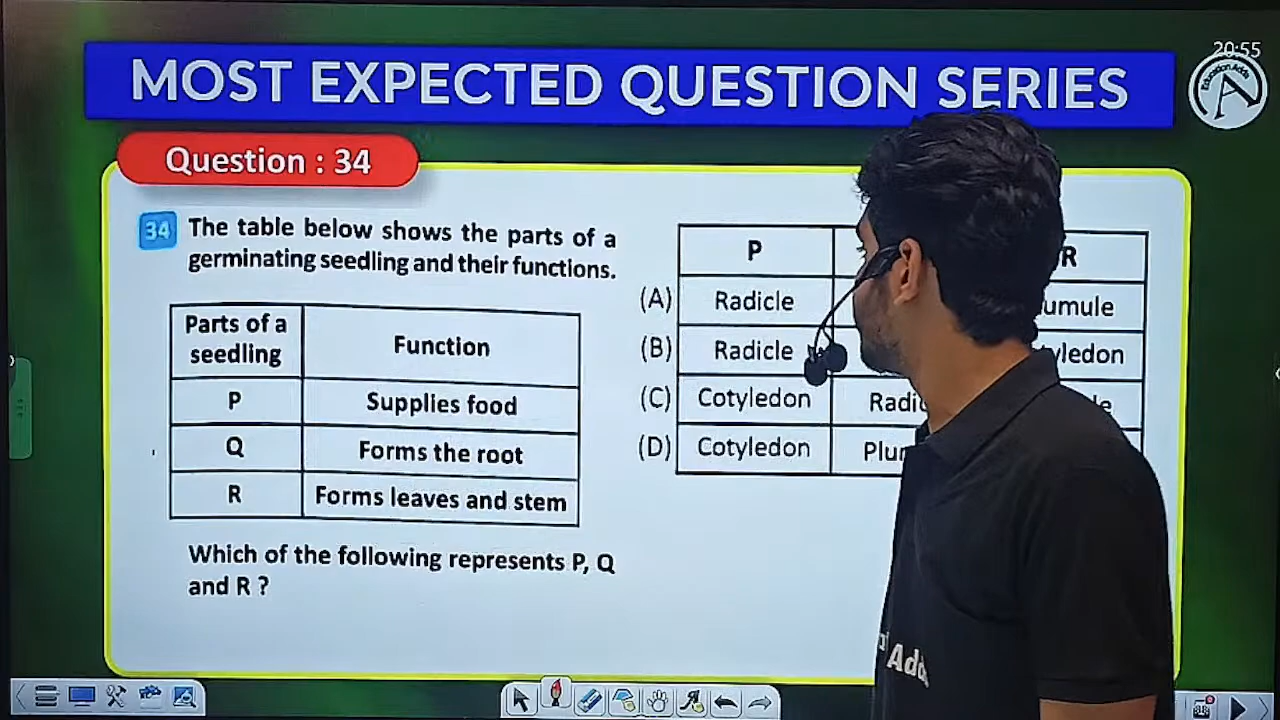 20:55
Education Adda
MOST EXPECTED QUESTION SERIES
Question : 34
34 The table below shows the parts of a
germinating seedling and their functions.
Parts of a seedling Function
P Supplies food
Q Forms the root
R Forms leaves and stem
Which of the following represents P, Q
and R ?
P R
(A) Radicle
(B) Radicle
(C) Cotyledon
(D) Cotyledon